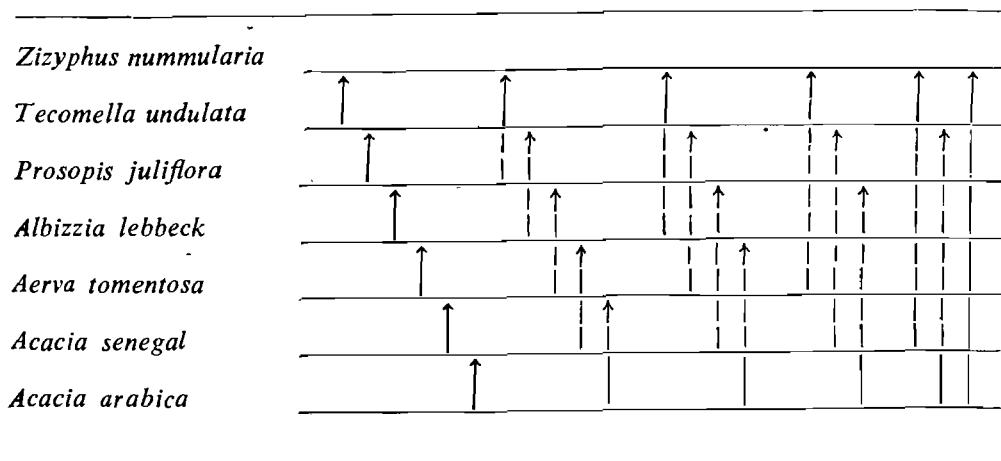 Zizyphus nummularia
Tecomella undulata
Prosopis juliflora
Albizzia lebbeck
Aerva tomentosa
Acacia senegal
Acacia arabica